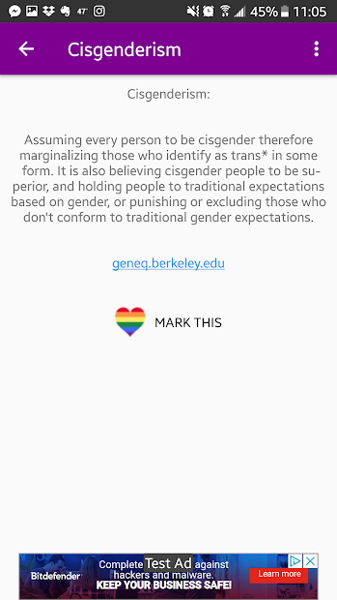 47° 45% 11:05
Cisgenderism
Cisgenderism:
Assuming every person to be cisgender therefore
marginalizing those who identify as trans* in some
form. It is also believing cisgender people to be su-
perior, and holding people to traditional expectations
based on gender, or punishing or excluding those who
don't conform to traditional gender expectations.
geneq.berkeley.edu
MARK THIS
Complete Test Ad against
Bitdefender hackers and malware. Learn more
KEEP YOUR BUSINESS SAFE!